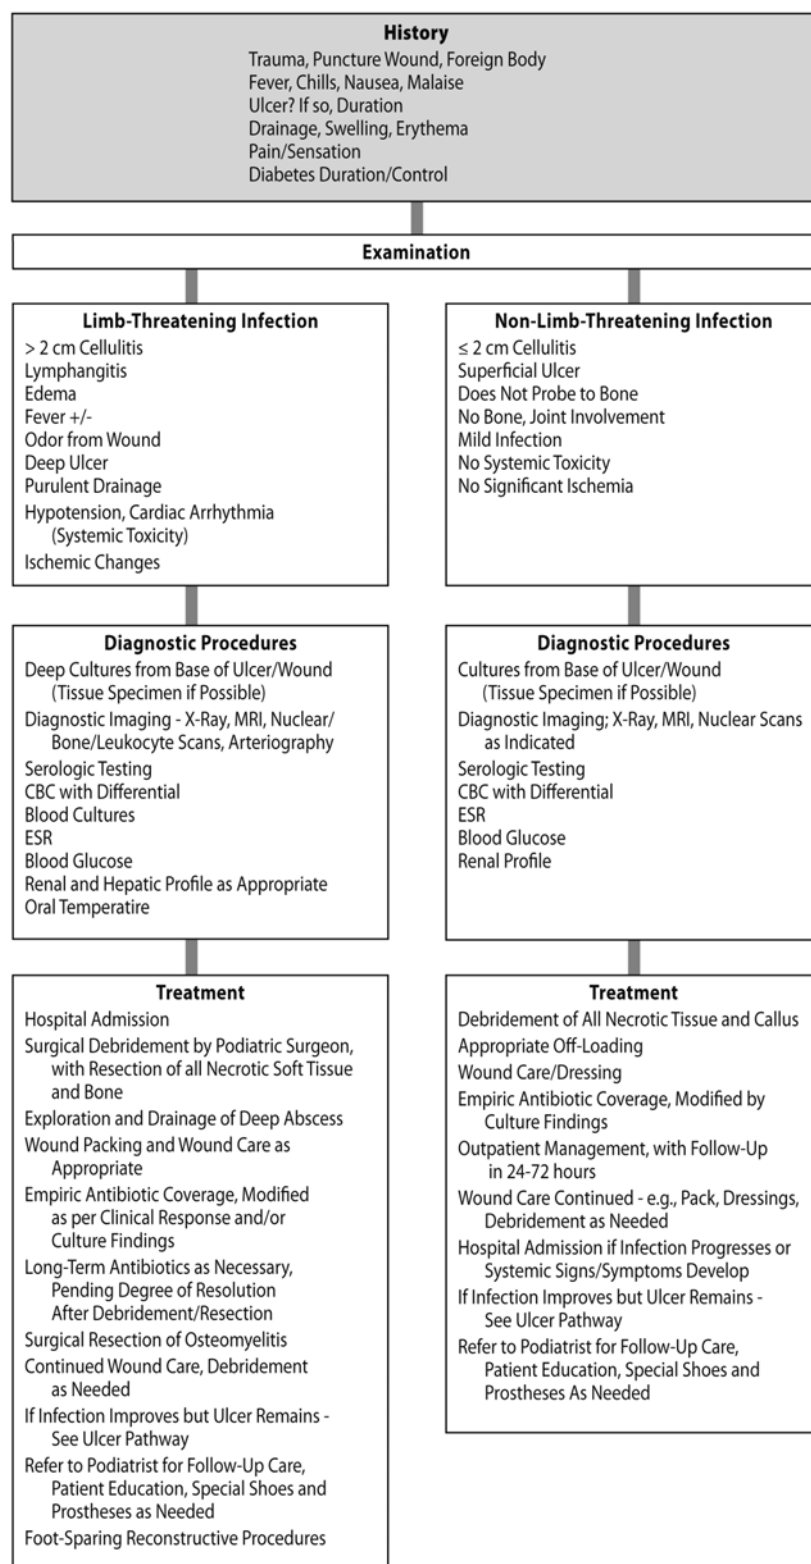 History
Trauma, Puncture Wound, Foreign Body
Fever, Chills, Nausea, Malaise
Ulcer? If so, Duration
Drainage, Swelling, Erythema
Pain/Sensation
Diabetes Duration/Control
Examination
Limb-Threatening Infection
> 2 cm Cellulitis
Lymphangitis
Edema
Fever +/-
Odor from Wound
Deep Ulcer
Purulent Drainage
Hypotension, Cardiac Arrhythmia
(Systemic Toxicity)
Ischemic Changes
Non-Limb-Threatening Infection
≤ 2 cm Cellulitis
Superficial Ulcer
Does Not Probe to Bone
No Bone, Joint Involvement
Mild Infection
No Systemic Toxicity
No Significant Ischemia
Diagnostic Procedures
Deep Cultures from Base of Ulcer/Wound
(Tissue Specimen if Possible)
Diagnostic Imaging - X-Ray, MRI, Nuclear/
Bone/Leukocyte Scans, Arteriography
Serologic Testing
CBC with Differential
Blood Cultures
ESR
Blood Glucose
Renal and Hepatic Profile as Appropriate
Oral Temperatire
Diagnostic Procedures
Cultures from Base of Ulcer/Wound
(Tissue Specimen if Possible)
Diagnostic Imaging; X-Ray, MRI, Nuclear Scans
as Indicated
Serologic Testing
CBC with Differential
ESR
Blood Glucose
Renal Profile
Treatment
Hospital Admission
Surgical Debridement by Podiatric Surgeon,
with Resection of all Necrotic Soft Tissue
and Bone
Exploration and Drainage of Deep Abscess
Wound Packing and Wound Care as
Appropriate
Empiric Antibiotic Coverage, Modified
as per Clinical Response and/or
Culture Findings
Long-Term Antibiotics as Necessary,
Pending Degree of Resolution
After Debridement/Resection
Surgical Resection of Osteomyelitis
Continued Wound Care, Debridement
as Needed
If Infection Improves but Ulcer Remains -
See Ulcer Pathway
Refer to Podiatrist for Follow-Up Care,
Patient Education, Special Shoes and
Prostheses as Needed
Foot-Sparing Reconstructive Procedures
Treatment
Debridement of All Necrotic Tissue and Callus
Appropriate Off-Loading
Wound Care/Dressing
Empiric Antibiotic Coverage, Modified by
Culture Findings
Outpatient Management, with Follow-Up
in 24-72 hours
Wound Care Continued - e.g., Pack, Dressings,
Debridement as Needed
Hospital Admission if Infection Progresses or
Systemic Signs/Symptoms Develop
If Infection Improves but Ulcer Remains -
See Ulcer Pathway
Refer to Podiatrist for Follow-Up Care,
Patient Education, Special Shoes and
Prostheses As Needed